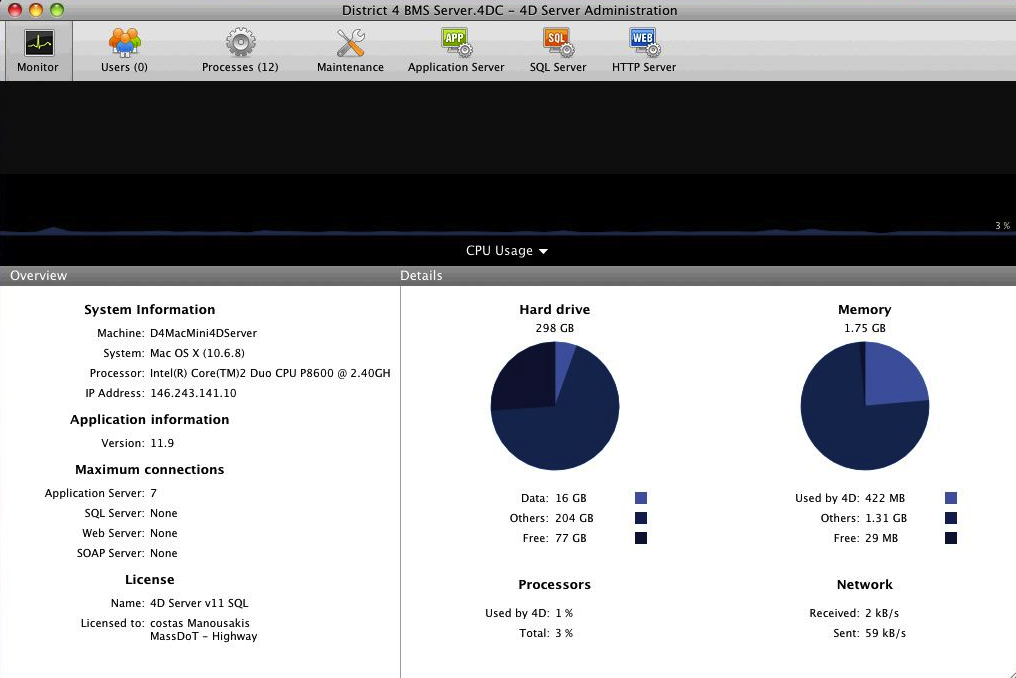 District 4 BMS Server.4DC – 4D Server Administration
Monitor
Users (0)
Processes (12)
Maintenance
APP
Application Server
SQL
SQL Server
WEB
HTTP Server
3 %
CPU Usage
Overview
Details
System Information
Machine: D4MacMini4DServer
System: Mac OS X (10.6.8)
Processor: Intel(R) Core(TM)2 Duo CPU P8600 @ 2.40GH
IP Address: 146.243.141.10
Application information
Version: 11.9
Maximum connections
Application Server: 7
SQL Server: None
Web Server: None
SOAP Server: None
License
Name: 4D Server v11 SQL
Licensed to: costas Manousakis
MassDoT – Highway
Hard drive
298 GB
Data: 16 GB
Others: 204 GB
Free: 77 GB
Memory
1.75 GB
Used by 4D: 422 MB
Others: 1.31 GB
Free: 29 MB
Processors
Used by 4D: 1 %
Total: 3 %
Network
Received: 2 kB/s
Sent: 59 kB/s